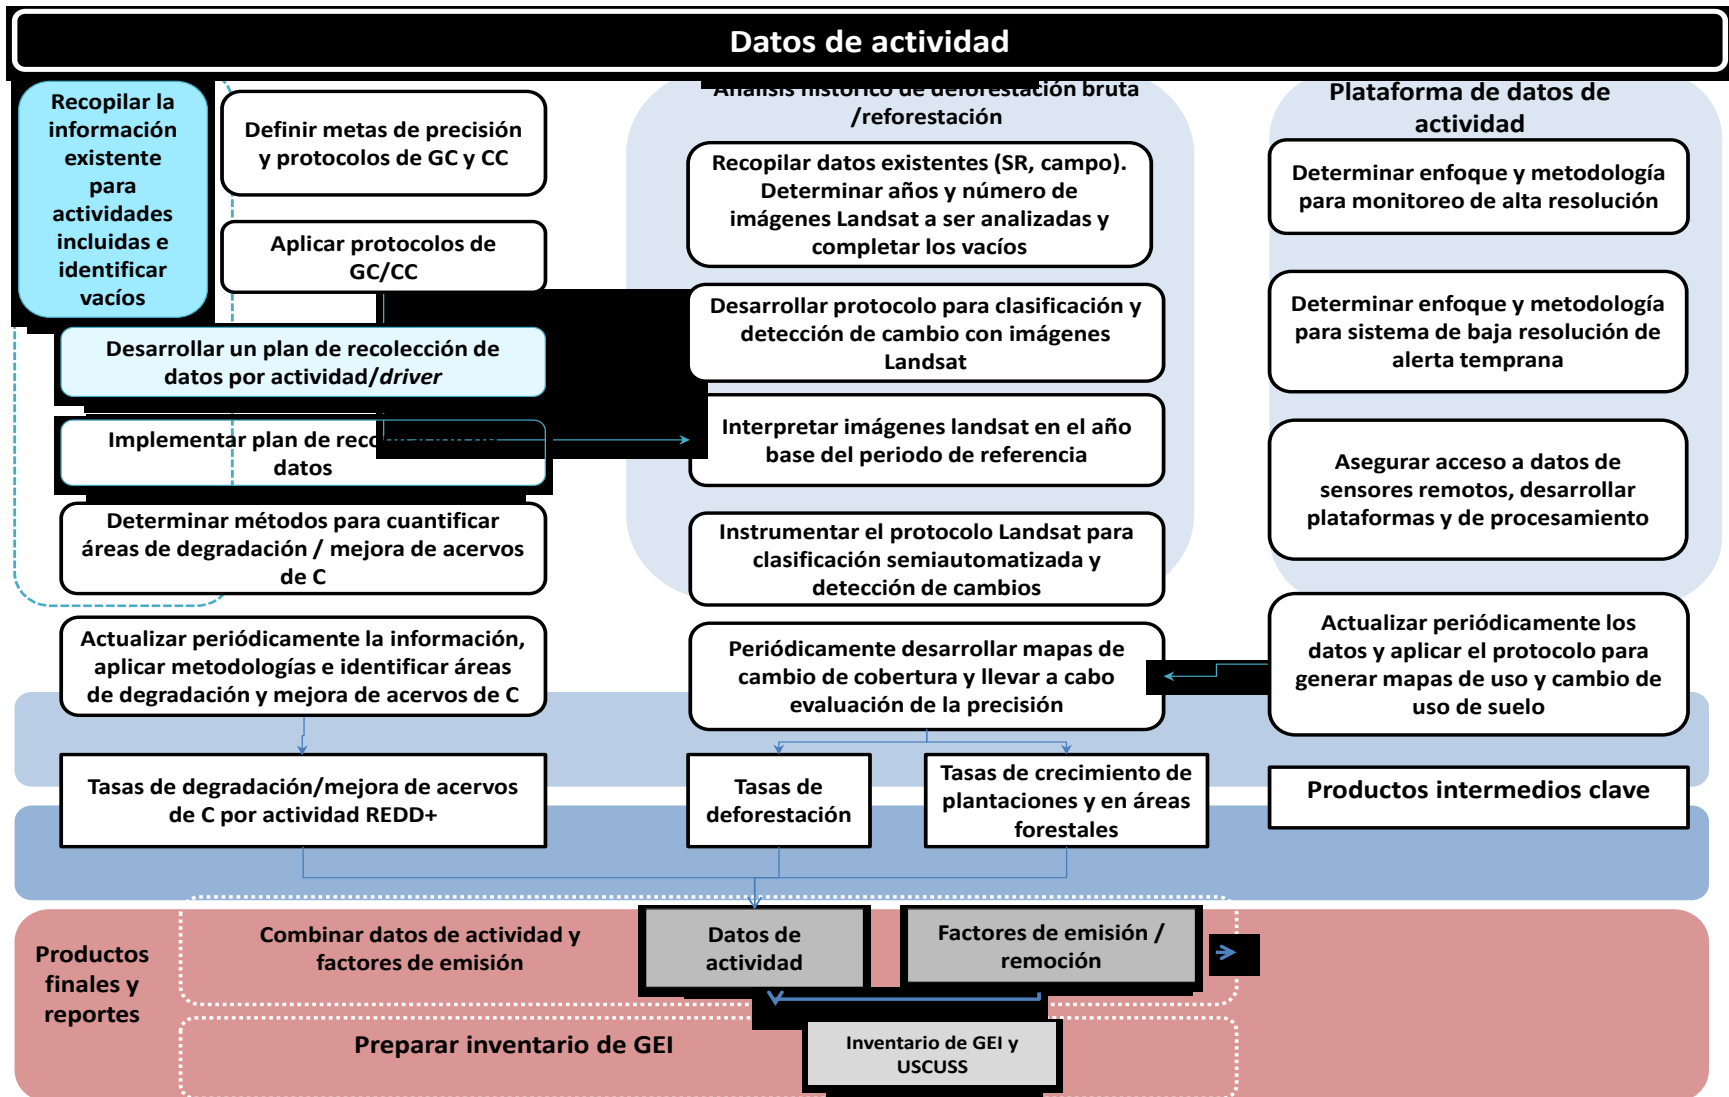 Datos de actividad
Recopilar la
información
existente
para
actividades
incluidas e
identificar
vacíos
Definir metas de precisión
y protocolos de GC y CC
Aplicar protocolos de
GC/CC
Desarrollar un plan de recolección de
datos por actividad/driver
Implementar plan de
datos
Determinar métodos para cuantificar
áreas de degradación / mejora de acervos
de C
Actualizar periódicamente la información,
aplicar metodologías e identificar áreas
de degradación y mejora de acervos de C
Tasas de degradación/mejora de acervos
de C por actividad REDD+
Análisis histórico de deforestación bruta
/reforestación
Recopilar datos existentes (SR, campo).
Determinar años y número de
imágenes Landsat a ser analizadas y
completar los vacíos
Desarrollar protocolo para clasificación y
detección de cambio con imágenes
Landsat
Interpretar imágenes landsat en el año
base del periodo de referencia
Instrumentar el protocolo Landsat para
clasificación semiautomatizada y
detección de cambios
Periódicamente desarrollar mapas de
cambio de cobertura y llevar a cabo
evaluación de la precisión
Tasas de
deforestación
Tasas de crecimiento de
plantaciones y en áreas
forestales
Plataforma de datos de
actividad
Determinar enfoque y metodología
para monitoreo de alta resolución
Determinar enfoque y metodología
para sistema de baja resolución de
alerta temprana
Asegurar acceso a datos de
sensores remotos, desarrollar
plataformas y de procesamiento
Actualizar periódicamente los
datos y aplicar el protocolo para
generar mapas de uso y cambio de
uso de suelo
Productos intermedios clave
Productos
finales y
reportes
Combinar datos de actividad y
factores de emisión
Datos de
actividad
Factores de emisión /
remoción
Preparar inventario de GEI
Inventario de GEI y
USCUSS